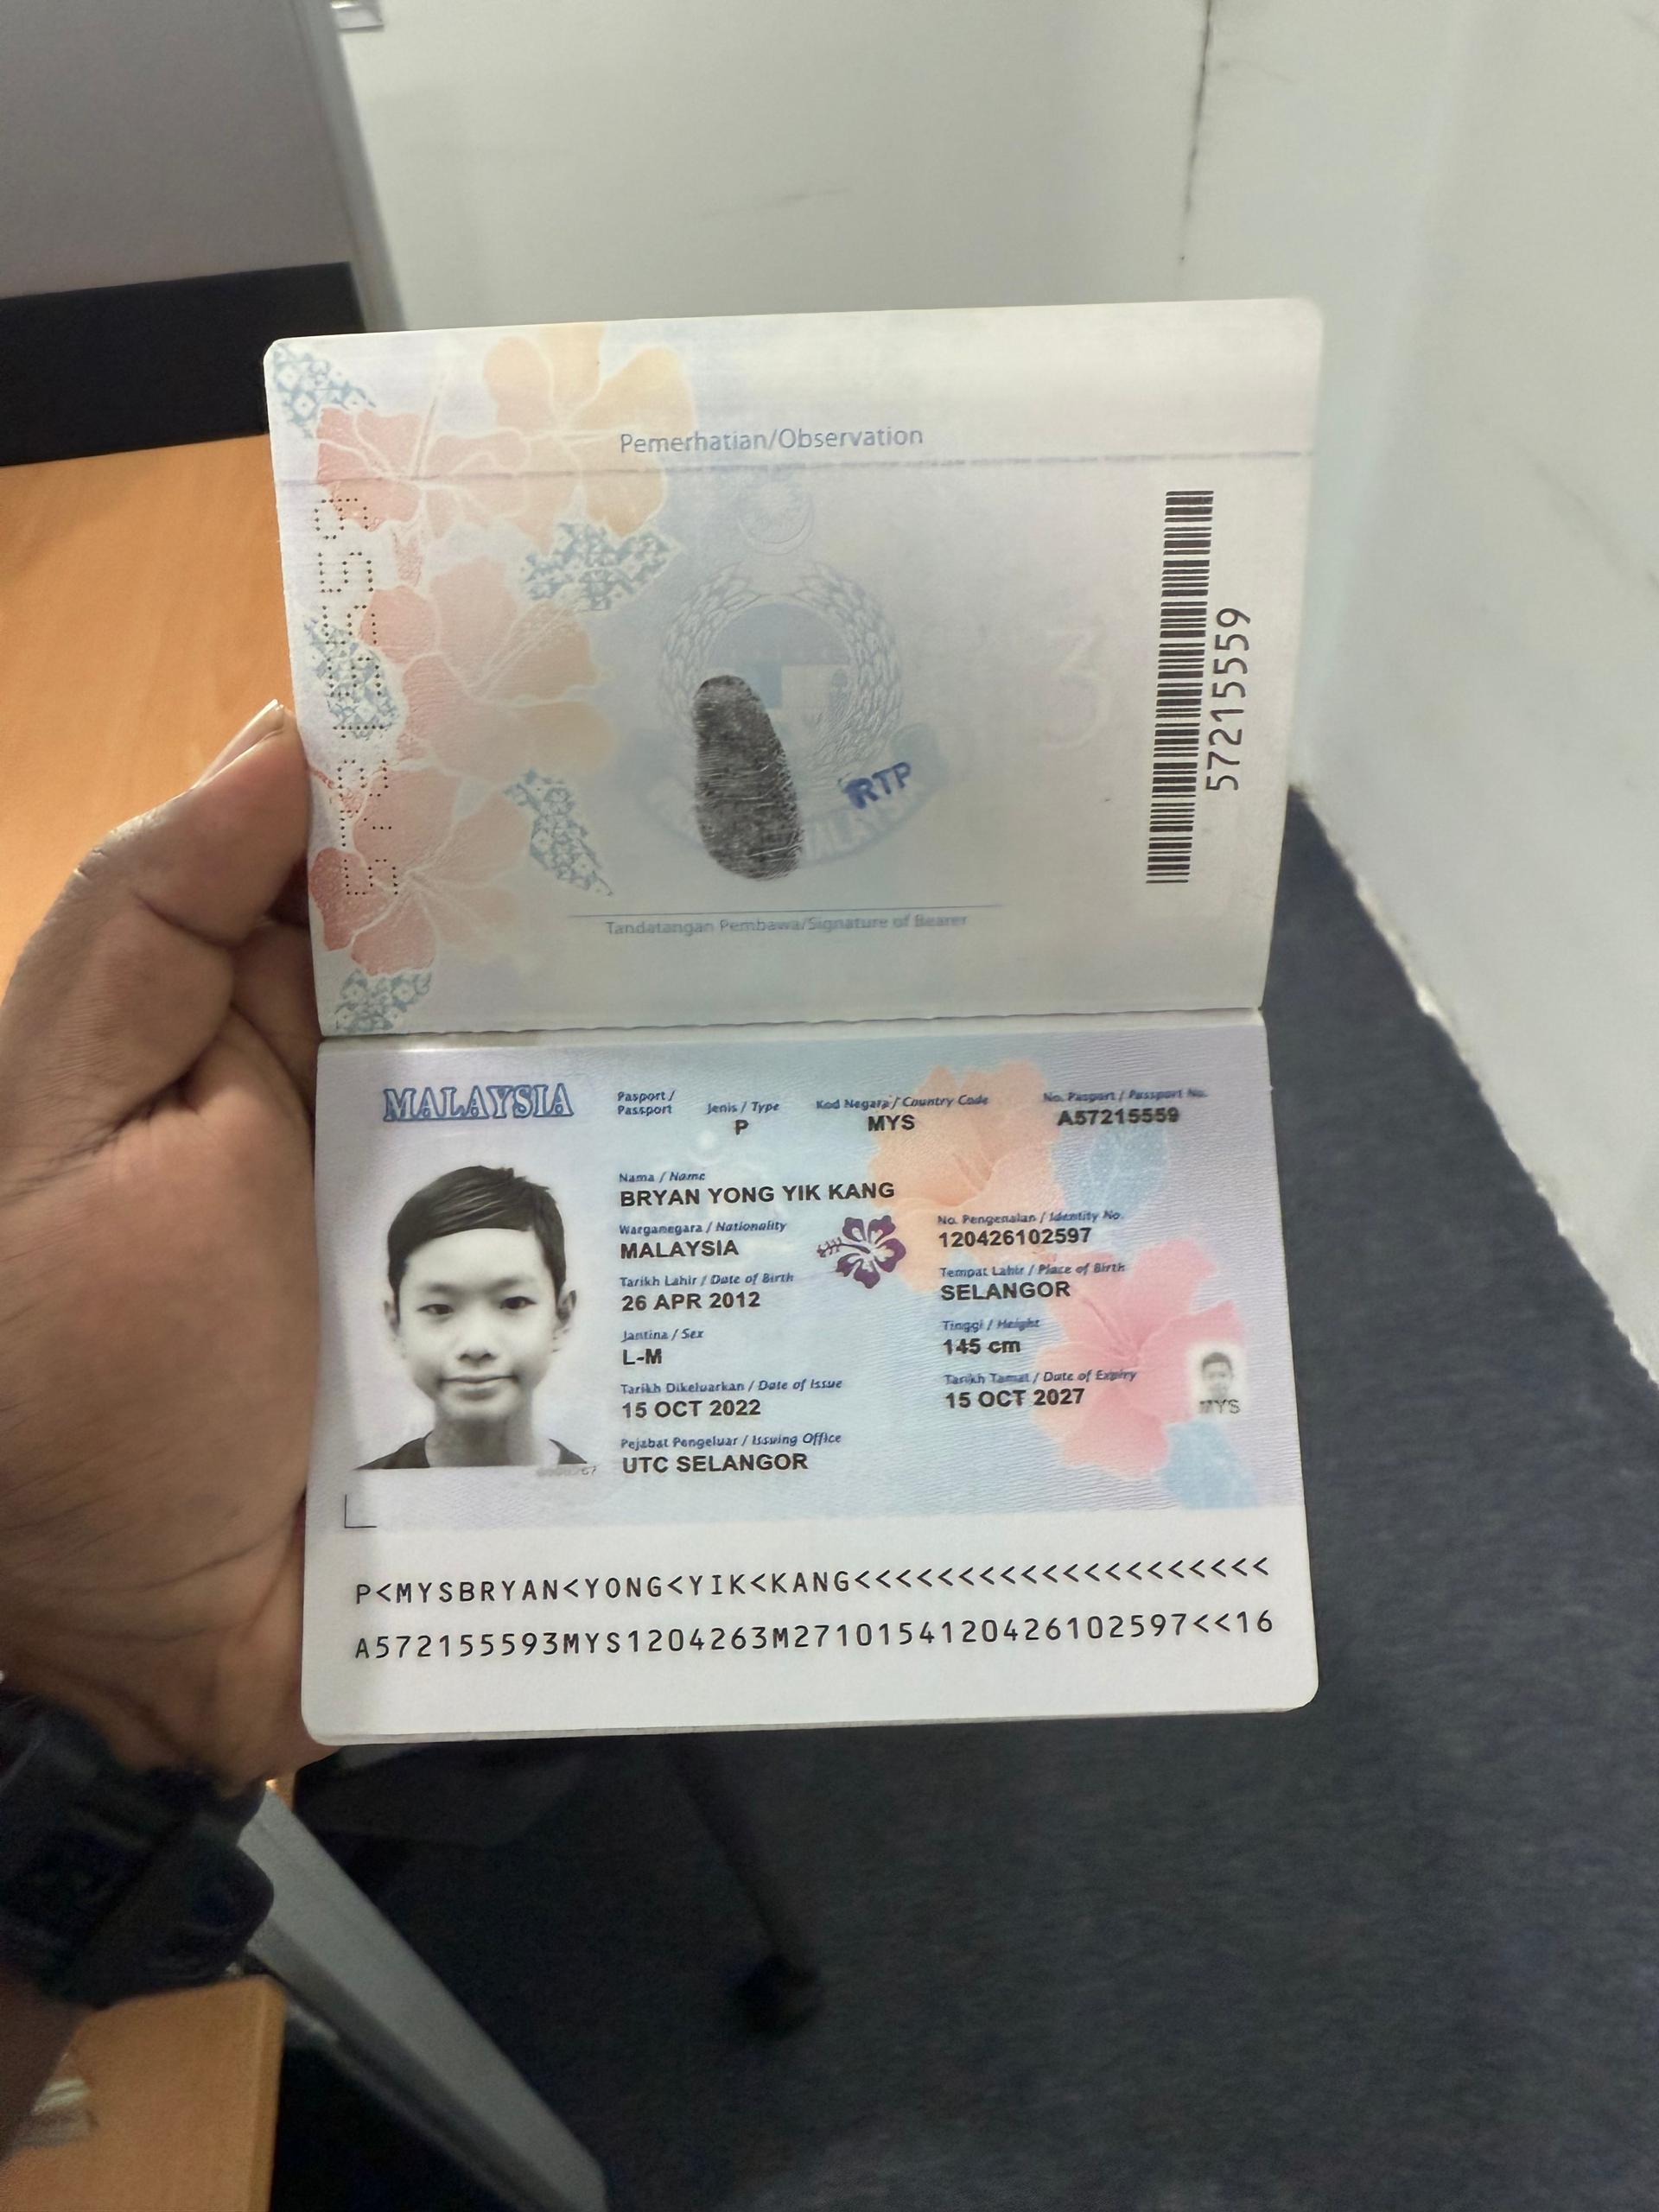 Pemerhatian/Observation
57215559
RTP
Tandatangan Pembawa/Signature of Bearer
MALAYSIA
Pasport / Passport
Jenis / Type
P
Kod Negara / Country Code
MYS
No. Pasport / Passport No.
A57215559
Nama / Name
BRYAN YONG YIK KANG
Warganegara / Nationality
MALAYSIA
No. Pengenalan / Identity No.
120426102597
Tarikh Lahir / Date of Birth
26 APR 2012
Tempat Lahir / Place of Birth
SELANGOR
Jantina / Sex
L-M
Tinggi / Height
145 cm
Tarikh Dikeluarkan / Date of Issue
15 OCT 2022
Tarikh Tamat / Date of Expiry
15 OCT 2027
MYS
Pejabat Pengeluar / Issuing Office
UTC SELANGOR
P<MYSBRYAN<YONG<YIK<KANG<<<<<<<<<<<<<<<<<<<<
A572155593MYS1204263M2710154120426102597<<16